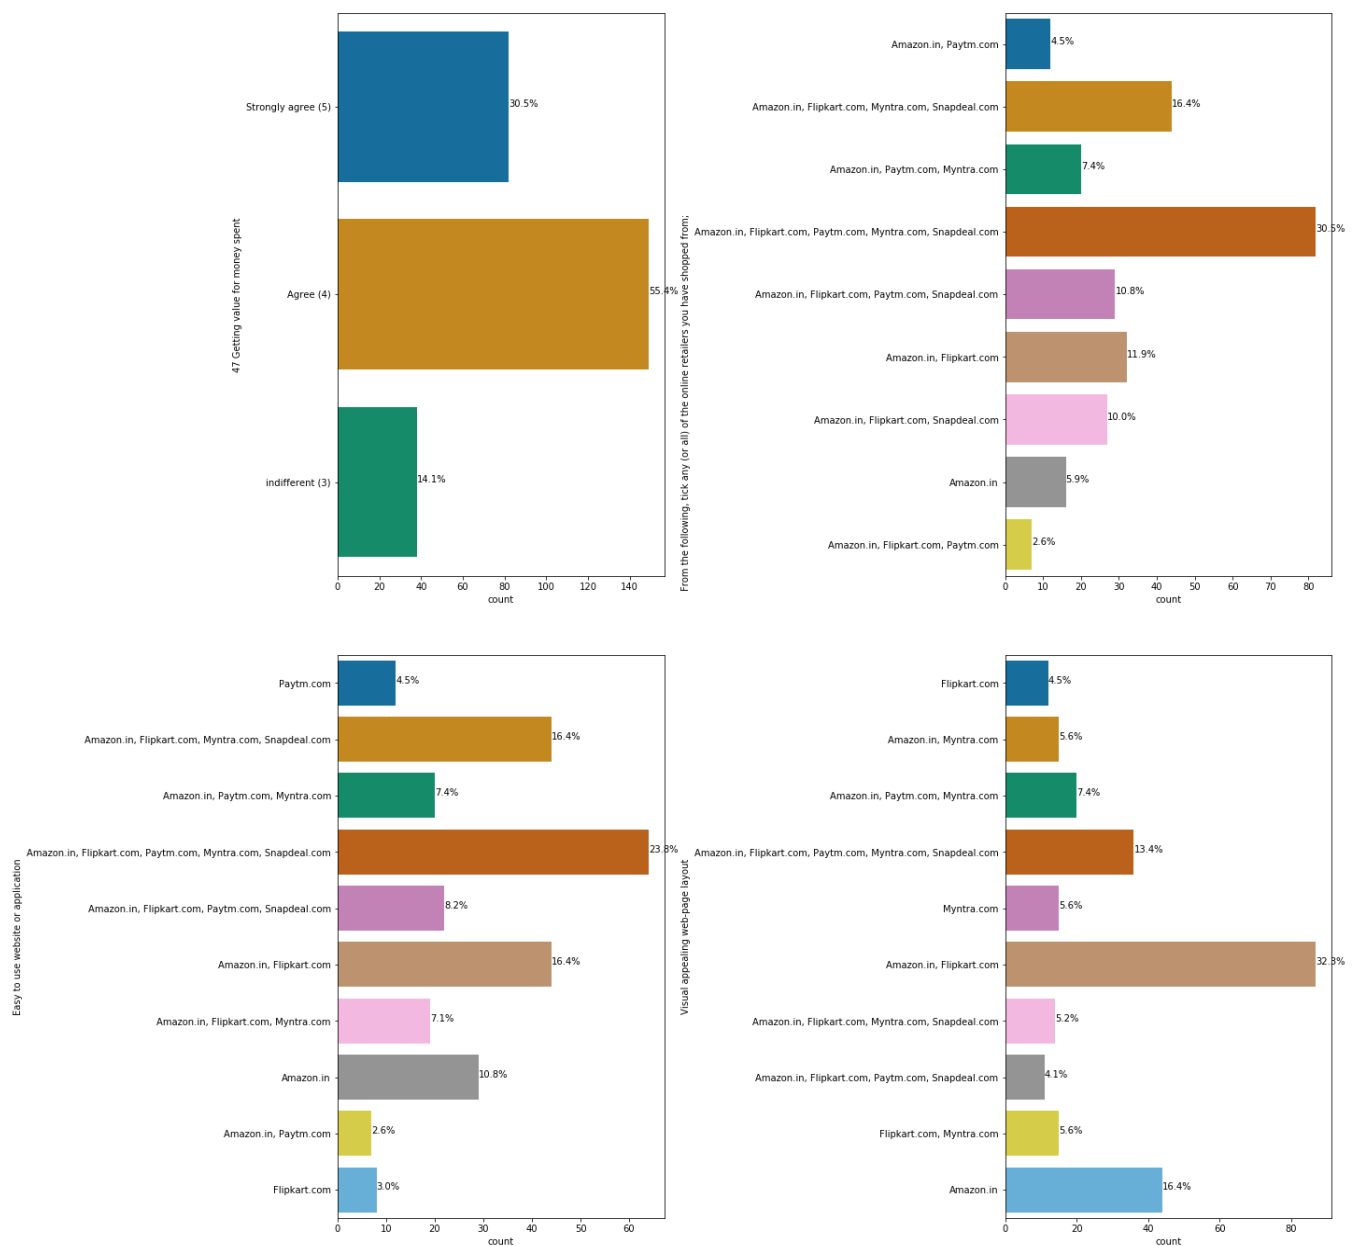 47 Getting value for money spent
Strongly agree (5)
30.5%
Agree (4)
55.4%
indifferent (3)
14.1%
0 20 40 60 80 100 120 140
count
From the following, tick any (or all) of the online retailers you have shopped from;
Amazon.in, Paytm.com
4.5%
Amazon.in, Flipkart.com, Myntra.com, Snapdeal.com
16.4%
Amazon.in, Paytm.com, Myntra.com
7.4%
Amazon.in, Flipkart.com, Paytm.com, Myntra.com, Snapdeal.com
30.5%
Amazon.in, Flipkart.com, Paytm.com, Snapdeal.com
10.8%
Amazon.in, Flipkart.com
11.9%
Amazon.in, Flipkart.com, Snapdeal.com
10.0%
Amazon.in
5.9%
Amazon.in, Flipkart.com, Paytm.com
2.6%
0 10 20 30 40 50 60 70 80
count
Easy to use website or application
Paytm.com
4.5%
Amazon.in, Flipkart.com, Myntra.com, Snapdeal.com
16.4%
Amazon.in, Paytm.com, Myntra.com
7.4%
Amazon.in, Flipkart.com, Paytm.com, Myntra.com, Snapdeal.com
23.8%
Amazon.in, Flipkart.com, Paytm.com, Snapdeal.com
8.2%
Amazon.in, Flipkart.com
16.4%
Amazon.in, Flipkart.com, Myntra.com
7.1%
Amazon.in
10.8%
Amazon.in, Paytm.com
2.6%
Flipkart.com
3.0%
0 10 20 30 40 50 60
count
Visual appealing web-page layout
Flipkart.com
4.5%
Amazon.in, Myntra.com
5.6%
Amazon.in, Paytm.com, Myntra.com
7.4%
Amazon.in, Flipkart.com, Paytm.com, Myntra.com, Snapdeal.com
13.4%
Myntra.com
5.6%
Amazon.in, Flipkart.com
32.3%
Amazon.in, Flipkart.com, Myntra.com, Snapdeal.com
5.2%
Amazon.in, Flipkart.com, Paytm.com, Snapdeal.com
4.1%
Flipkart.com, Myntra.com
5.6%
Amazon.in
16.4%
0 20 40 60 80
count